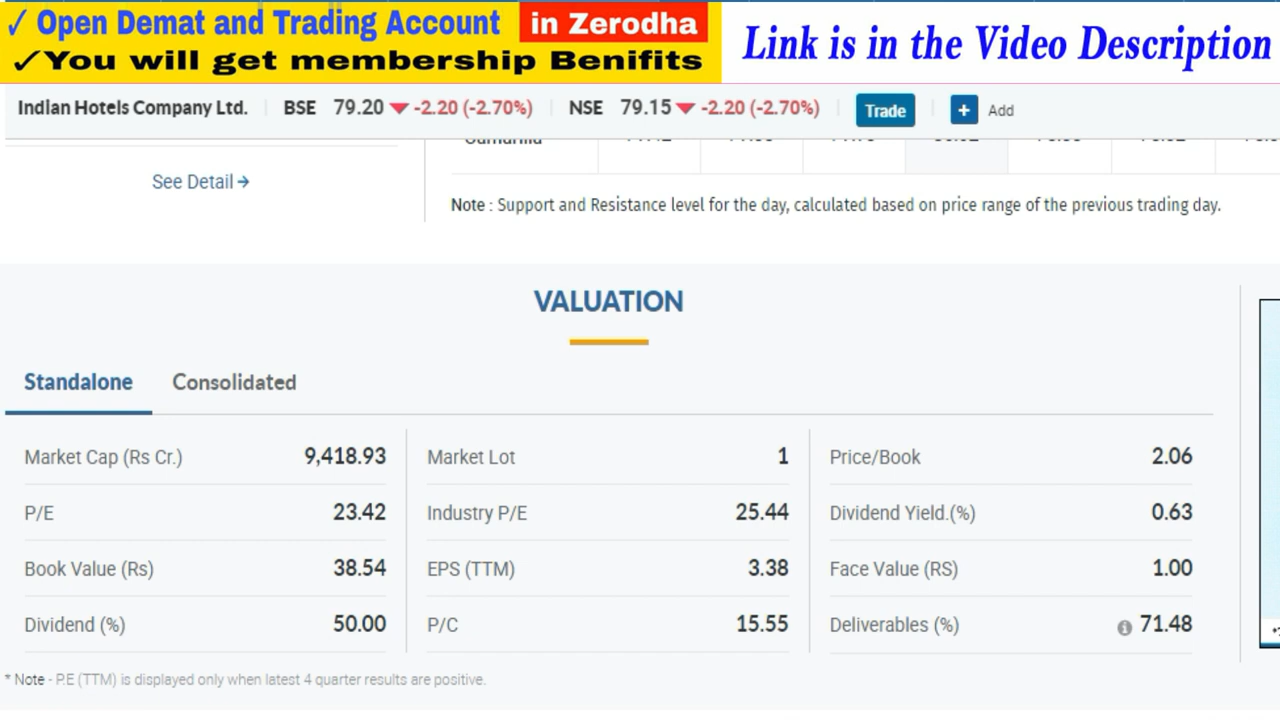 ✓ Open Demat and Trading Account in Zerodha
✓You will get membership Benifits
Link is in the Video Description
Indian Hotels Company Ltd. BSE 79.20 ▼ -2.20 (-2.70%) NSE 79.15 ▼ -2.20 (-2.70%) Trade + Add
See Detail →
Note : Support and Resistance level for the day, calculated based on price range of the previous trading day.
VALUATION
Standalone Consolidated
Market Cap (Rs Cr.) 9,418.93 Market Lot 1 Price/Book 2.06
P/E 23.42 Industry P/E 25.44 Dividend Yield.(%) 0.63
Book Value (Rs) 38.54 EPS (TTM) 3.38 Face Value (RS) 1.00
Dividend (%) 50.00 P/C 15.55 Deliverables (%) 71.48
* Note - P.E (TTM) is displayed only when latest 4 quarter results are positive.